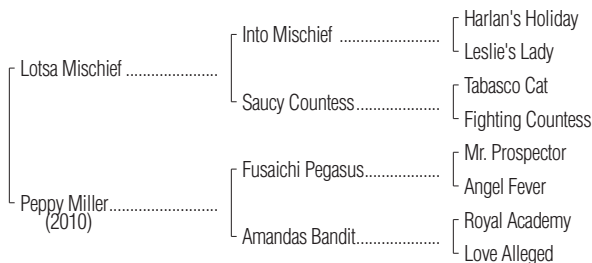 Harlan's Holiday
Into Mischief ........................
Leslie's Lady
Lotsa Mischief ......................
Tabasco Cat
Saucy Countess....................
Fighting Countess
Mr. Prospector
Fusaichi Pegasus..................
Angel Fever
Peppy Miller..........................
(2010)
Royal Academy
Amandas Bandit....................
Love Alleged